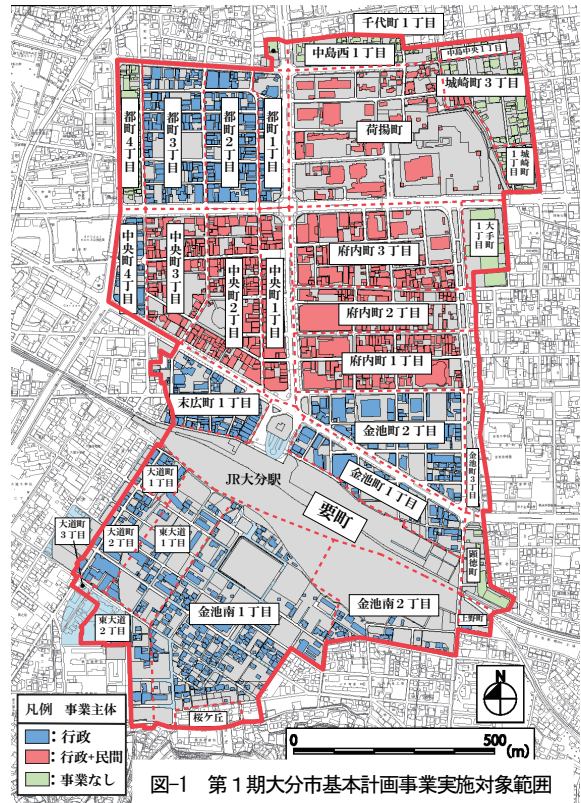 千代町1丁目
中島西1丁目
中島中央1丁目
城崎町3丁目
都町4丁目
都町3丁目
都町2丁目
都町1丁目
荷揚町
城崎町1丁目
大手町1丁目
中央町4丁目
中央町3丁目
中央町2丁目
中央町1丁目
府内町3丁目
府内町2丁目
府内町1丁目
末広町1丁目
金池町2丁目
金池町1丁目
金池町3丁目
JR大分駅
要町
大道町
1丁目
大道町
3丁目
大道町
2丁目
東大道
1丁目
顕徳町
金池南1丁目
金池南2丁目
上野町
東大道
2丁目
桜ケ丘
N
凡例 事業主体
:行政
:行政+民間
:事業なし
0 500(m)
図-1 第1期大分市基本計画事業実施対象範囲